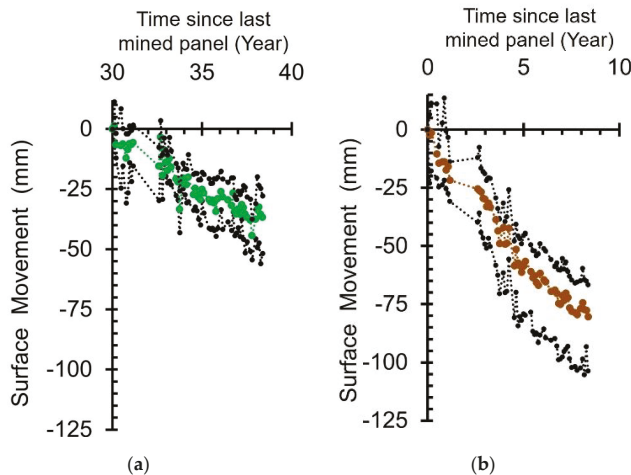 Time since last
mined panel (Year)
30 35 40
0
-25
-50
-75
-100
-125
Surface Movement (mm)
(a)
Time since last
mined panel (Year)
0 5 10
0
-25
-50
-75
-100
-125
Surface Movement (mm)
(b)